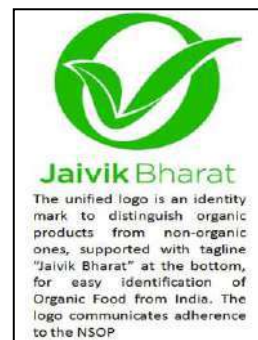 Jaivik Bharat
The unified logo is an identity
mark to distinguish organic
products from non-organic
ones, supported with tagline
"Jaivik Bharat" at the bottom,
for easy identification of
Organic Food from India. The
logo communicates adherence
to the NSOP